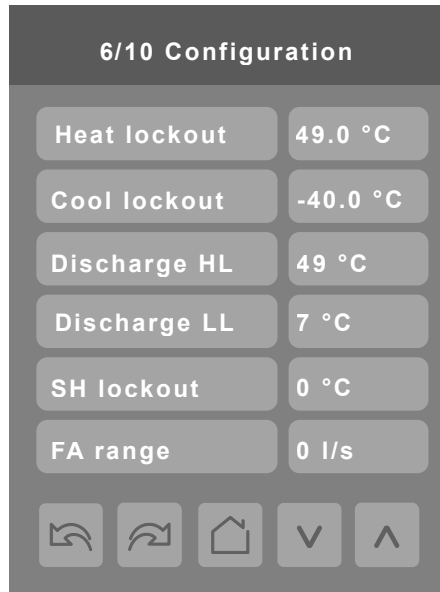 6/10 Configuration
Heat lockout 49.0 °C
Cool lockout -40.0 °C
Discharge HL 49 °C
Discharge LL 7 °C
SH lockout 0 °C
FA range 0 l/s